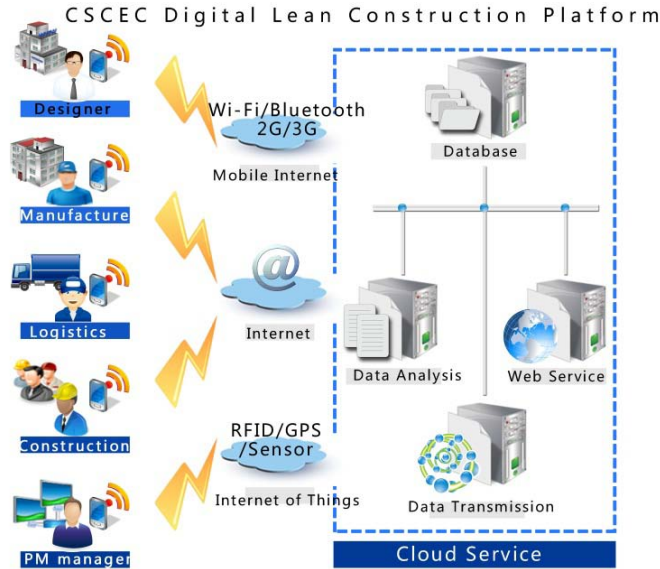 CSCEC Digital Lean Construction Platform
Designer
Manufacture
Logistics
Construction
PM manager
Wi-Fi/Bluetooth
2G/3G
Mobile Internet
@
Internet
RFID/GPS
/Sensor
Internet of Things
Database
Data Analysis
Web Service
Data Transmission
Cloud Service